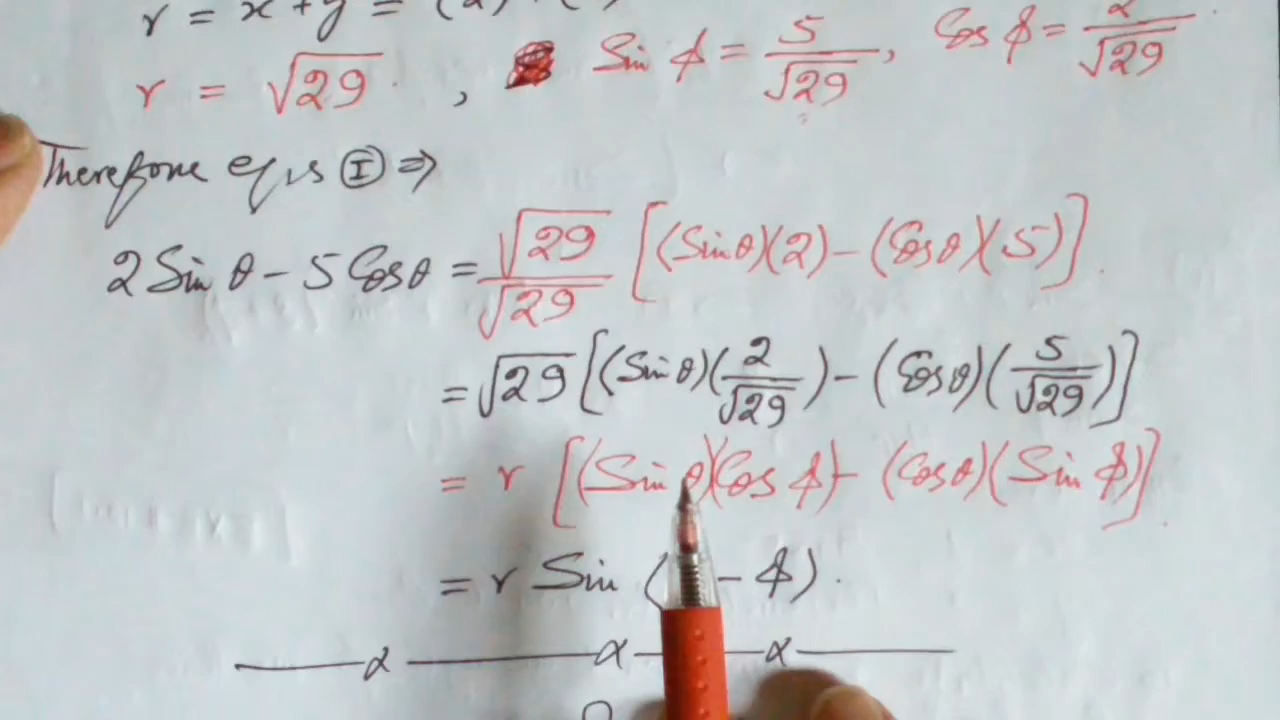 r = x + y =
r = √29 , Sin ϕ = 5/√29, Cos ϕ = 2/√29
Therefore eq is Ⓘ ⇒
2 Sin θ - 5 Cos θ = √29/√29 [(Sin θ)(2) - (Cos θ)(5)].
= √29 [(Sin θ)(2/√29) - (Cos θ)(5/√29)]
= r [(Sin θ)(Cos ϕ) - (Cos θ)(Sin ϕ)]
= r Sin ( - ϕ).
α α α